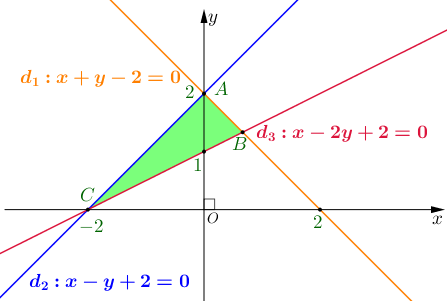 y
d₁ : x + y − 2 = 0
2
A
d₃ : x − 2y + 2 = 0
B
1
C
−2
O
2
x
d₂ : x − y + 2 = 0